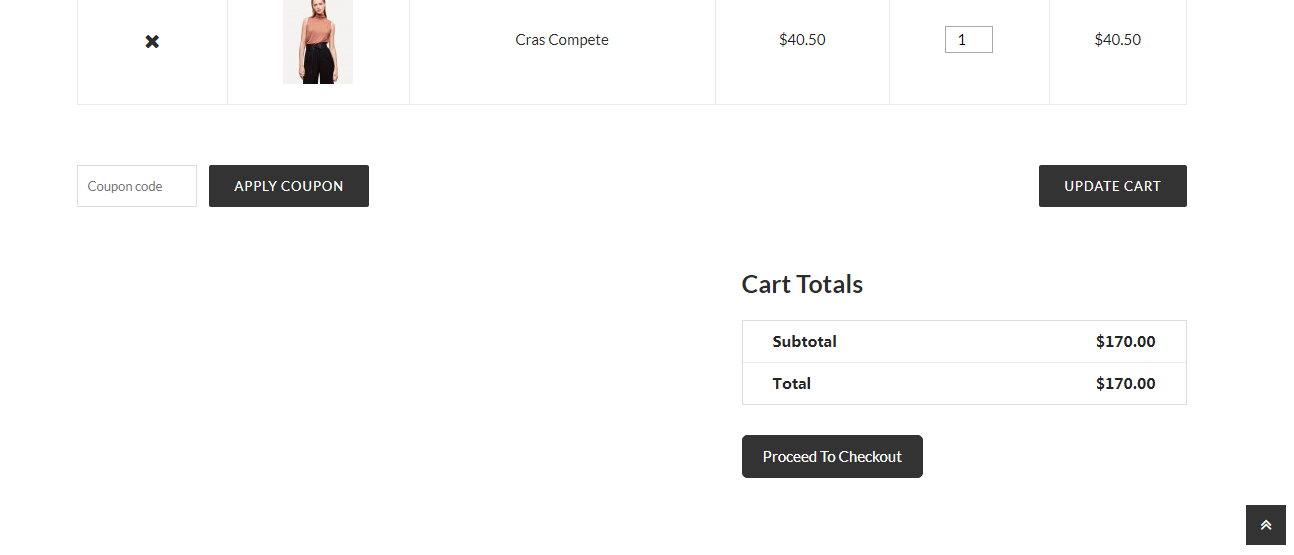 Cras Compete $40.50 1 $40.50
Coupon code APPLY COUPON UPDATE CART
Cart Totals
Subtotal $170.00
Total $170.00
Proceed To Checkout